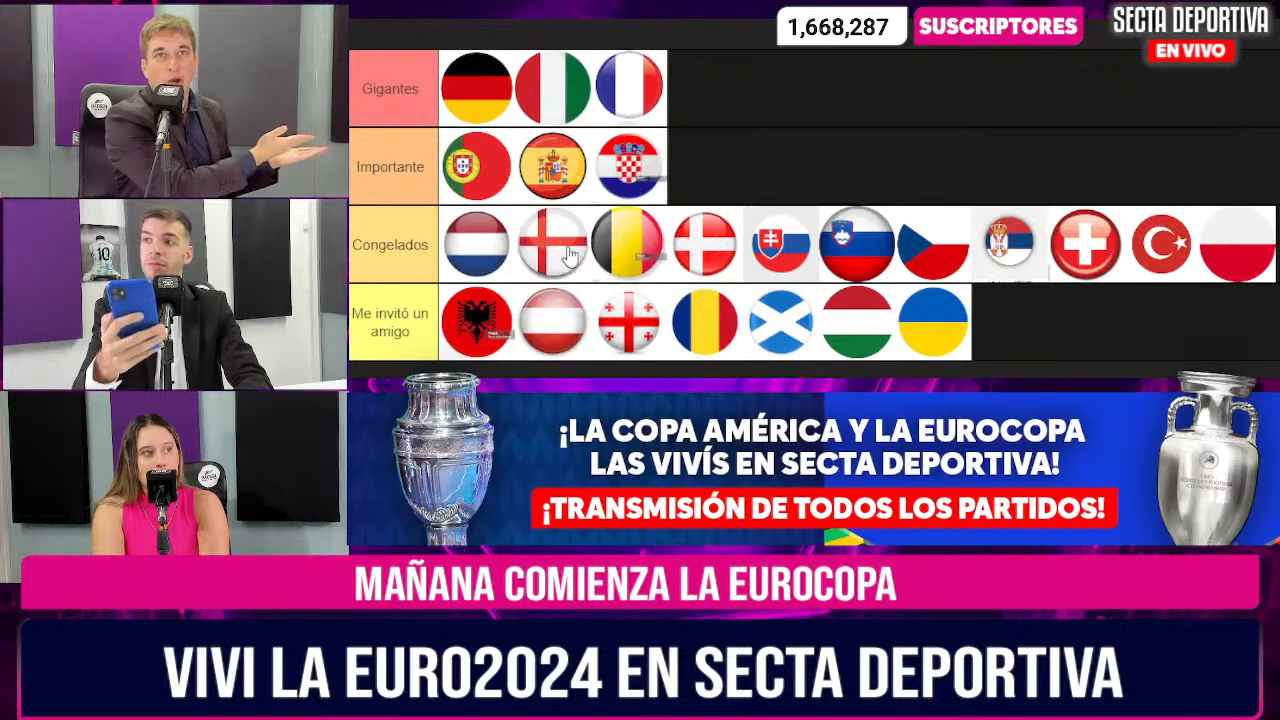 1,668,287
SUSCRIPTORES
SECTA DEPORTIVA
EN VIVO
Gigantes
Importante
Congelados
Me invitó un
amigo
10
¡LA COPA AMÉRICA Y LA EUROCOPA
LAS VIVÍS EN SECTA DEPORTIVA!
¡TRANSMISIÓN DE TODOS LOS PARTIDOS!
MAÑANA COMIENZA LA EUROCOPA
VIVI LA EURO2024 EN SECTA DEPORTIVA